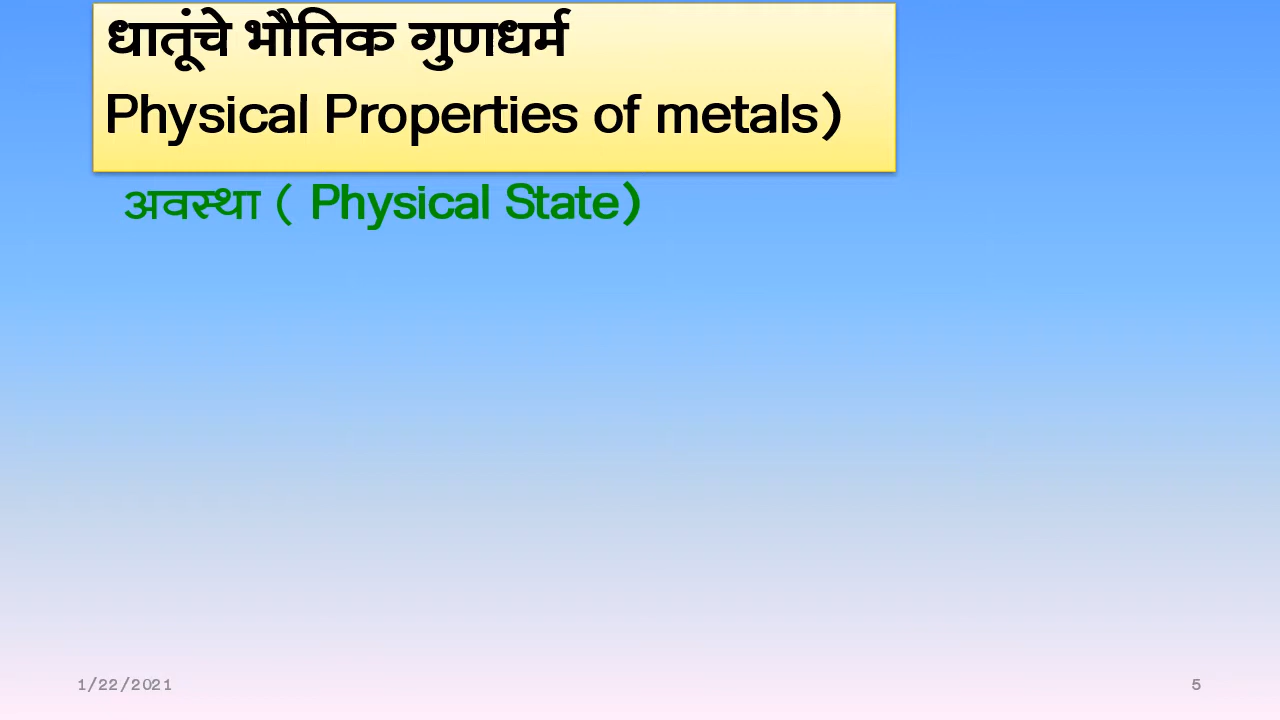 धातूंचे भौतिक गुणधर्म
Physical Properties of metals)
अवस्था ( Physical State)
1/22/2021
5